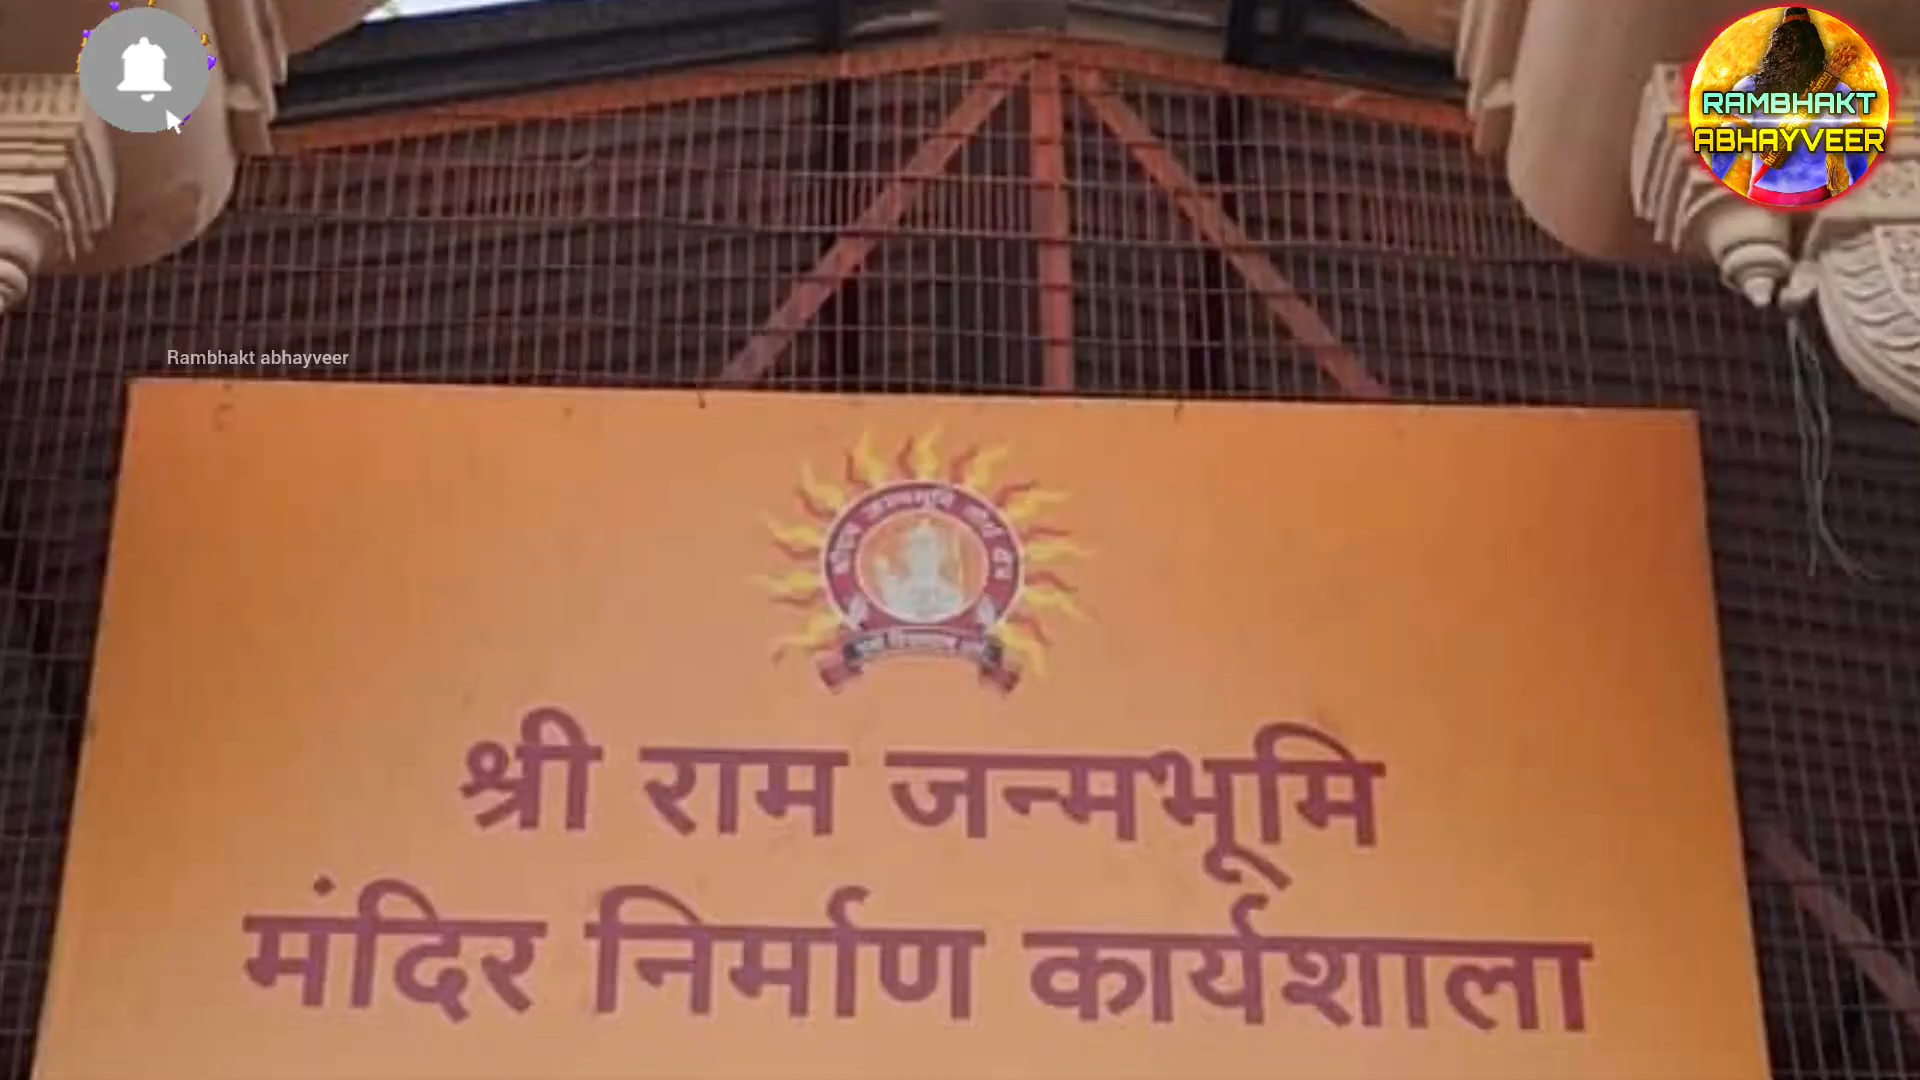 RAMBHAKT
ABHAYVEER
Rambhakt abhayveer
श्री राम जन्मभूमि
मंदिर निर्माण कार्यशाला